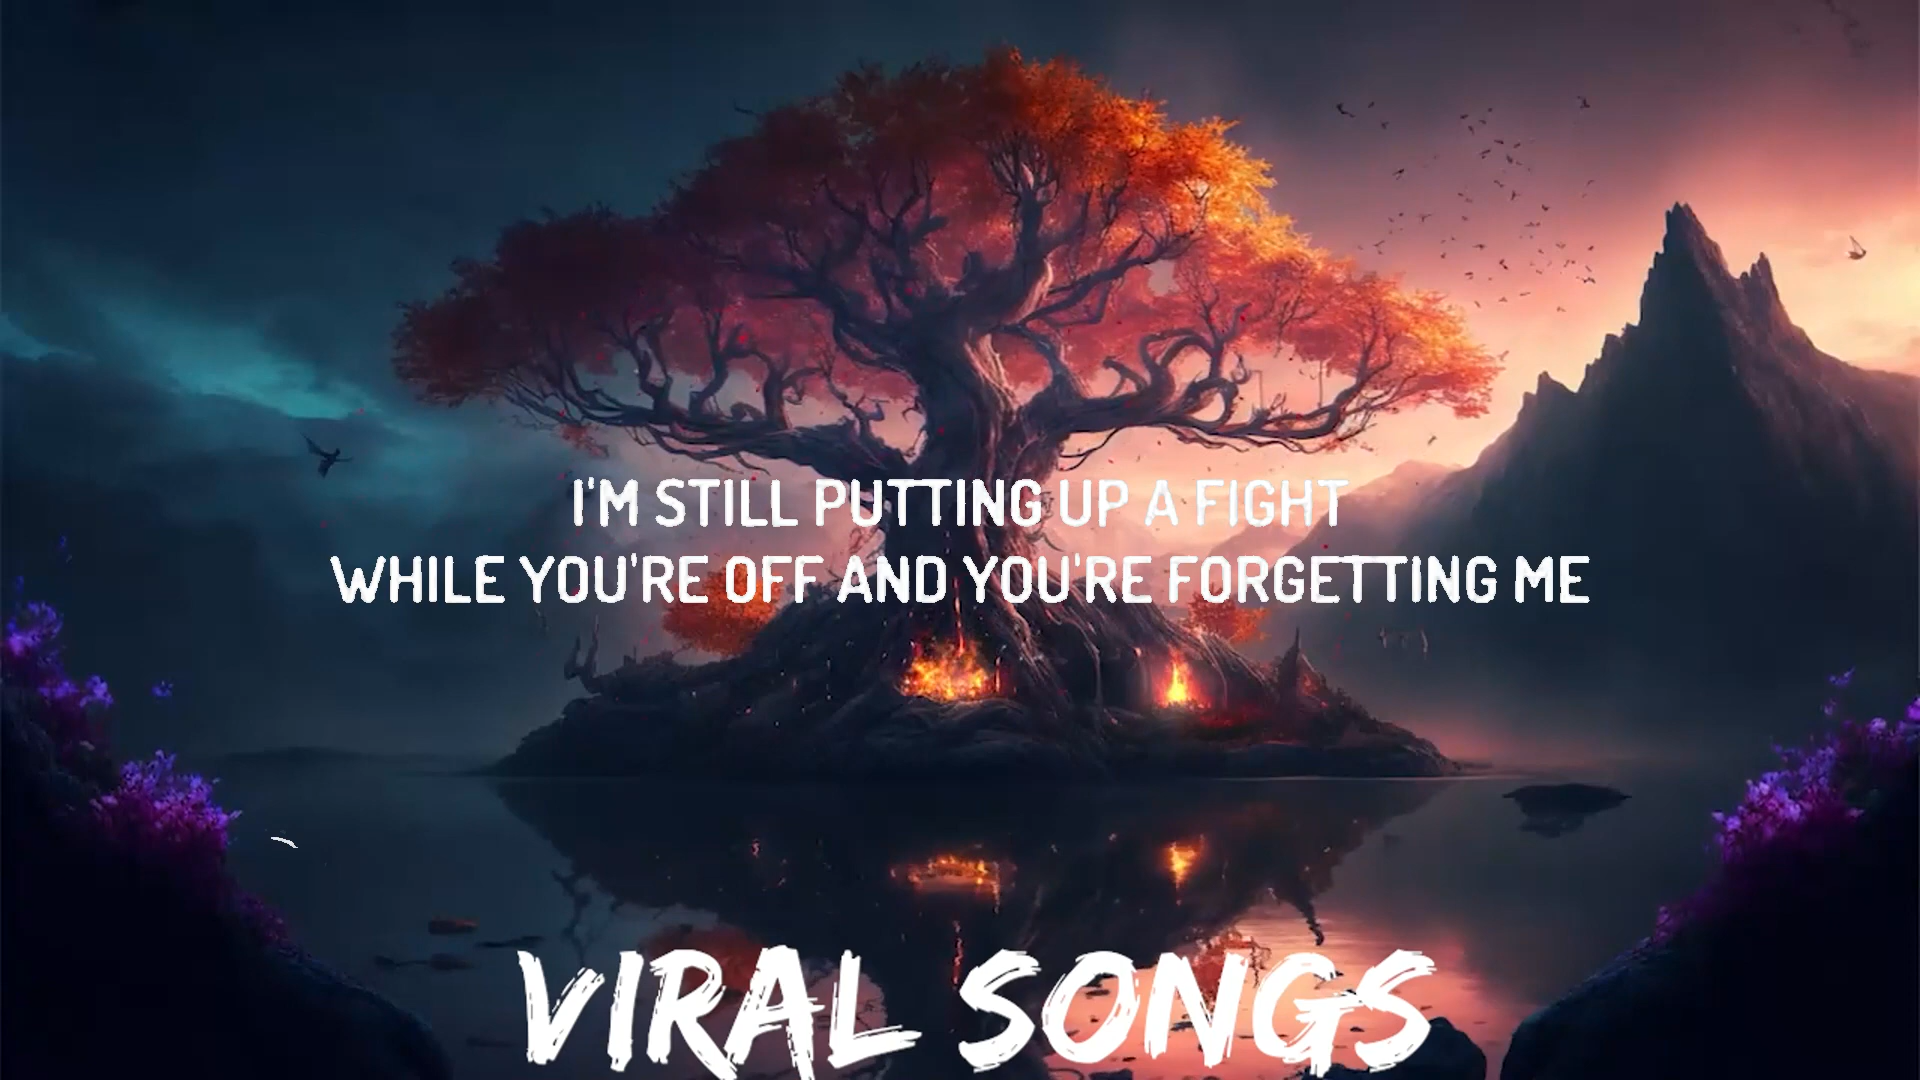 I'M STILL PUTTING UP A FIGHT
WHILE YOU'RE OFF AND YOU'RE FORGETTING ME
VIRAL SONGS